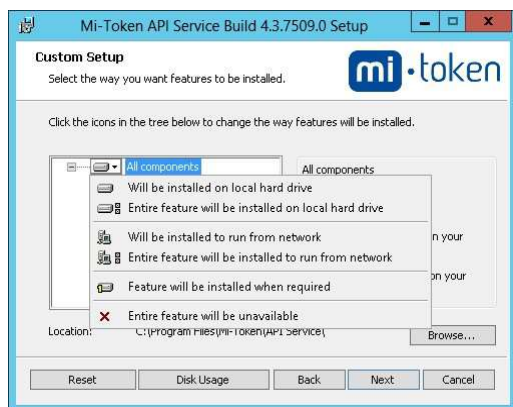 Mi-Token API Service Build 4.3.7509.0 Setup
Custom Setup
Select the way you want features to be installed.
mi·token
Click the icons in the tree below to change the way features will be installed.
All components
All components
Will be installed on local hard drive
Entire feature will be installed on local hard drive
Will be installed to run from network
n your
Entire feature will be installed to run from network
on your
Feature will be installed when required
Entire feature will be unavailable
Location: C:\Program Files\Mi-Token\API Service\
Browse...
Reset Disk Usage Back Next Cancel